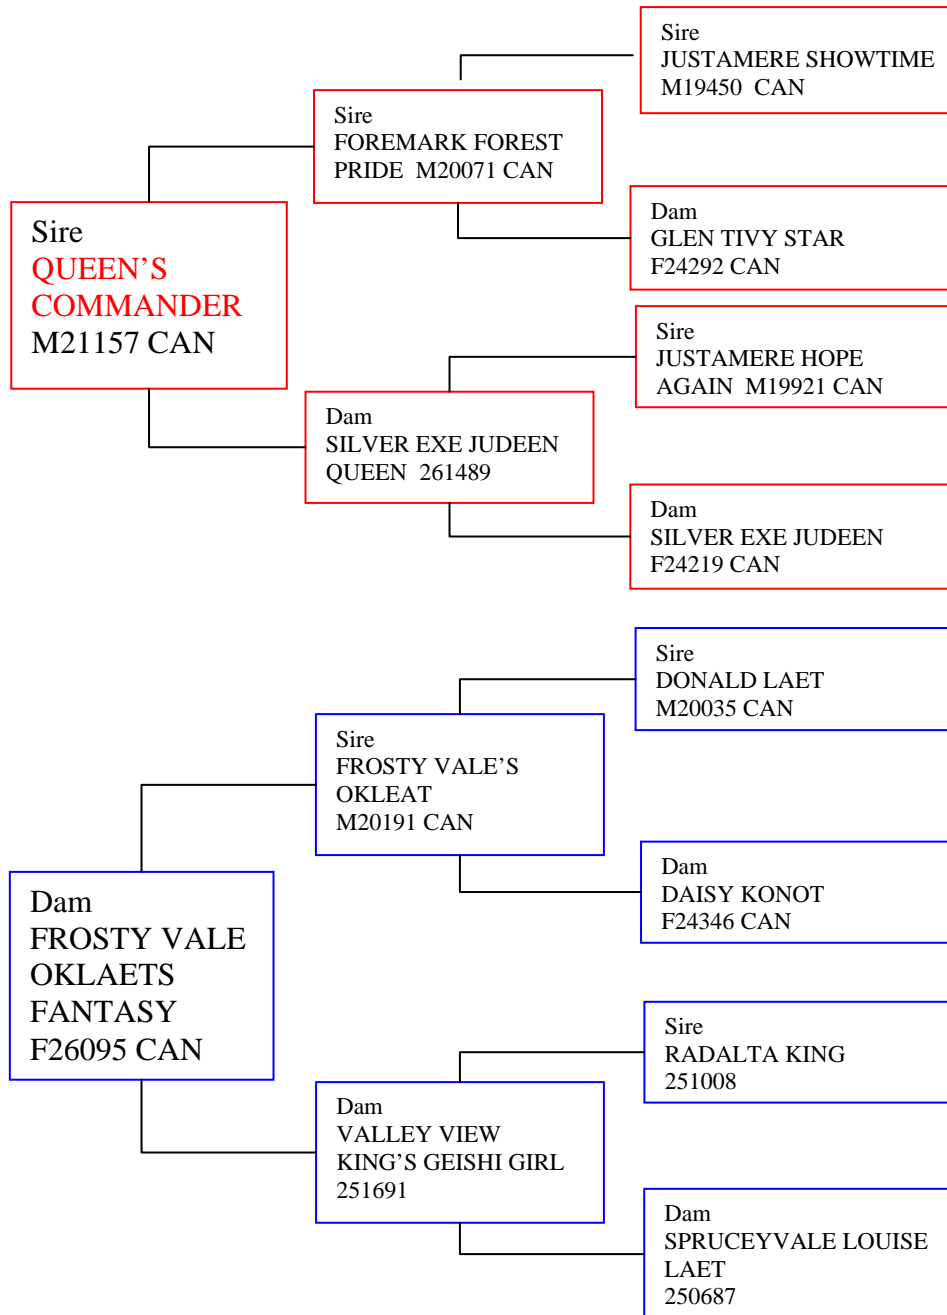 Sire
JUSTAMERE SHOWTIME
M19450 CAN
Sire
FOREMARK FOREST
PRIDE M20071 CAN
Dam
GLEN TIVY STAR
F24292 CAN
Sire
QUEEN’S
COMMANDER
M21157 CAN
Sire
JUSTAMERE HOPE
AGAIN M19921 CAN
Dam
SILVER EXE JUDEEN
QUEEN 261489
Dam
SILVER EXE JUDEEN
F24219 CAN
Sire
DONALD LAET
M20035 CAN
Sire
FROSTY VALE’S
OKLEAT
M20191 CAN
Dam
DAISY KONOT
F24346 CAN
Dam
FROSTY VALE
OKLAETS
FANTASY
F26095 CAN
Sire
RADALTA KING
251008
Dam
VALLEY VIEW
KING’S GEISHI GIRL
251691
Dam
SPRUCEYVALE LOUISE
LAET
250687